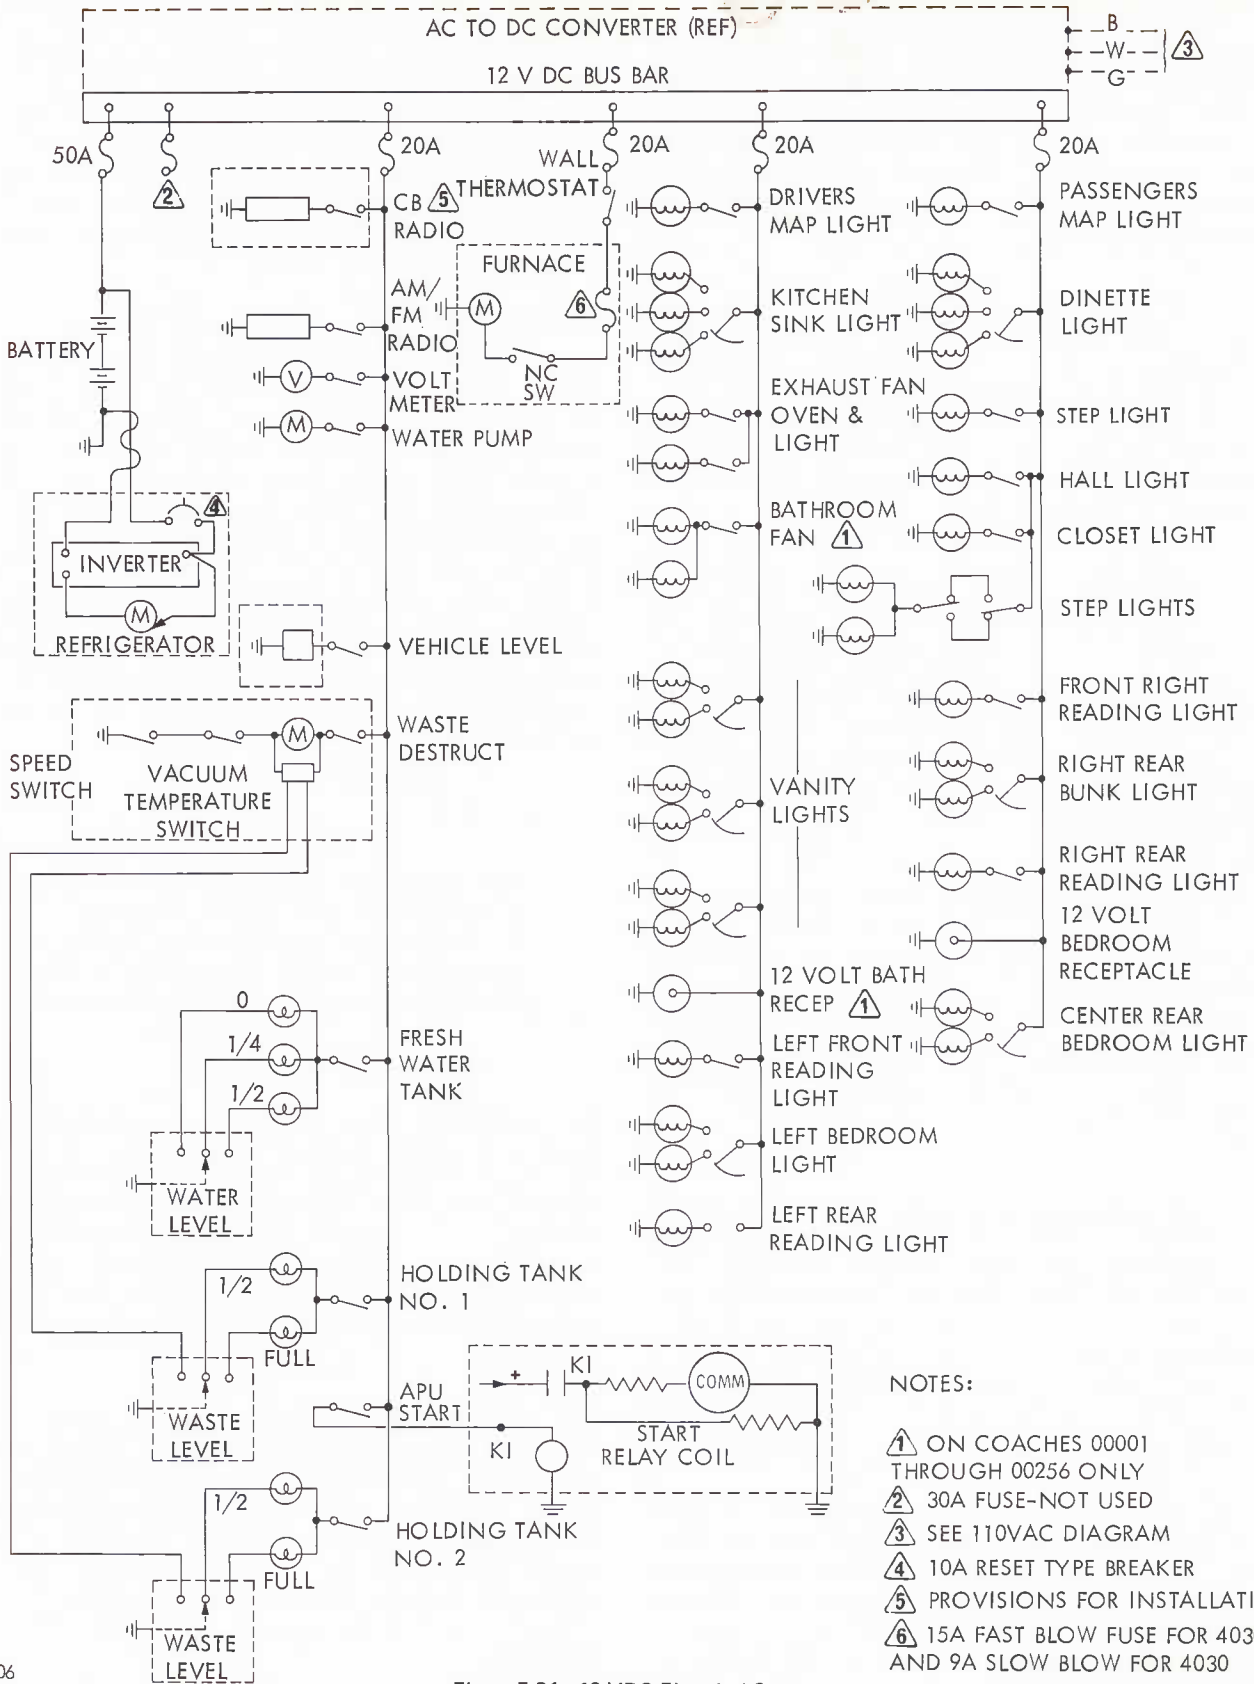 AC TO DC CONVERTER (REF)
12 V DC BUS BAR
B
W
G
3
50A
2
20A
20A
20A
20A
WALL
THERMOSTAT
CB 5
RADIO
AM/
FM
RADIO
VOLT
METER
WATER PUMP
V
M
FURNACE
M
6
NC
SW
BATTERY
4
INVERTER
M
REFRIGERATOR
VEHICLE LEVEL
WASTE
DESTRUCT
M
SPEED
SWITCH
VACUUM
TEMPERATURE
SWITCH
0
1/4
1/2
FRESH
WATER
TANK
WATER
LEVEL
HOLDING TANK
NO. 1
1/2
FULL
WASTE
LEVEL
APU
START
K1
K1
COMM
START
RELAY COIL
HOLDING TANK
NO. 2
1/2
FULL
WASTE
LEVEL
DRIVERS
MAP LIGHT
KITCHEN
SINK LIGHT
EXHAUST FAN
OVEN &
LIGHT
BATHROOM
FAN 1
VANITY
LIGHTS
12 VOLT BATH
RECEP 1
LEFT FRONT
READING
LIGHT
LEFT BEDROOM
LIGHT
LEFT REAR
READING LIGHT
PASSENGERS
MAP LIGHT
DINETTE
LIGHT
STEP LIGHT
HALL LIGHT
CLOSET LIGHT
STEP LIGHTS
FRONT RIGHT
READING LIGHT
RIGHT REAR
BUNK LIGHT
RIGHT REAR
READING LIGHT
12 VOLT
BEDROOM
RECEPTACLE
CENTER REAR
BEDROOM LIGHT
NOTES:
1 ON COACHES 00001
THROUGH 00256 ONLY
2 30A FUSE-NOT USED
3 SEE 110VAC DIAGRAM
4 10A RESET TYPE BREAKER
5 PROVISIONS FOR INSTALLATI
6 15A FAST BLOW FUSE FOR 403
AND 9A SLOW BLOW FOR 4030
06